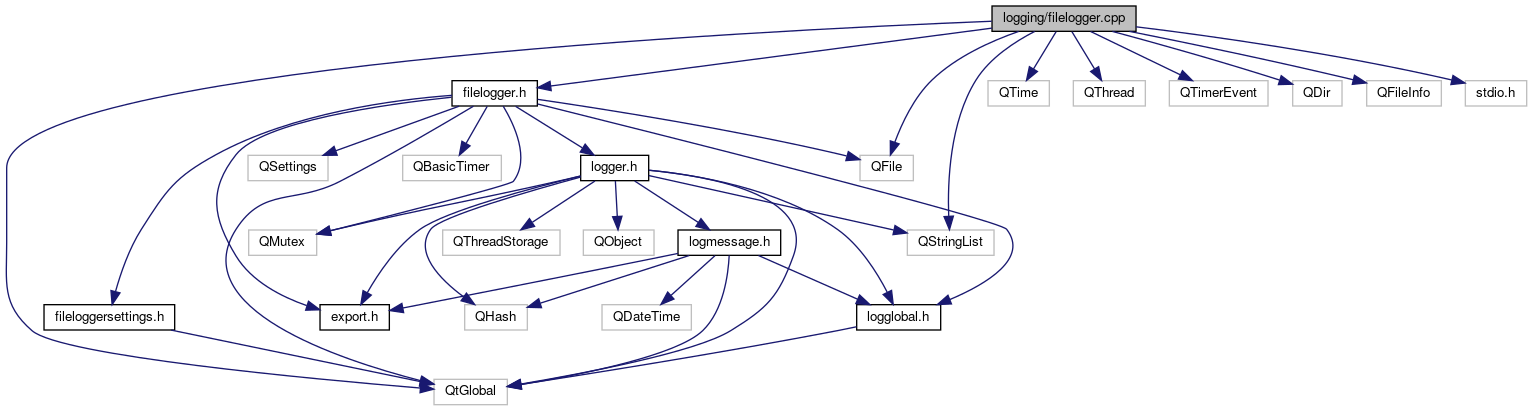 logging/filelogger.cpp
filelogger.h
QTime
QThread
QTimerEvent
QDir
QFileInfo
stdio.h
QSettings
QBasicTimer
logger.h
QFile
QMutex
QThreadStorage
QObject
logmessage.h
QStringList
fileloggersettings.h
export.h
QHash
QDateTime
logglobal.h
QtGlobal